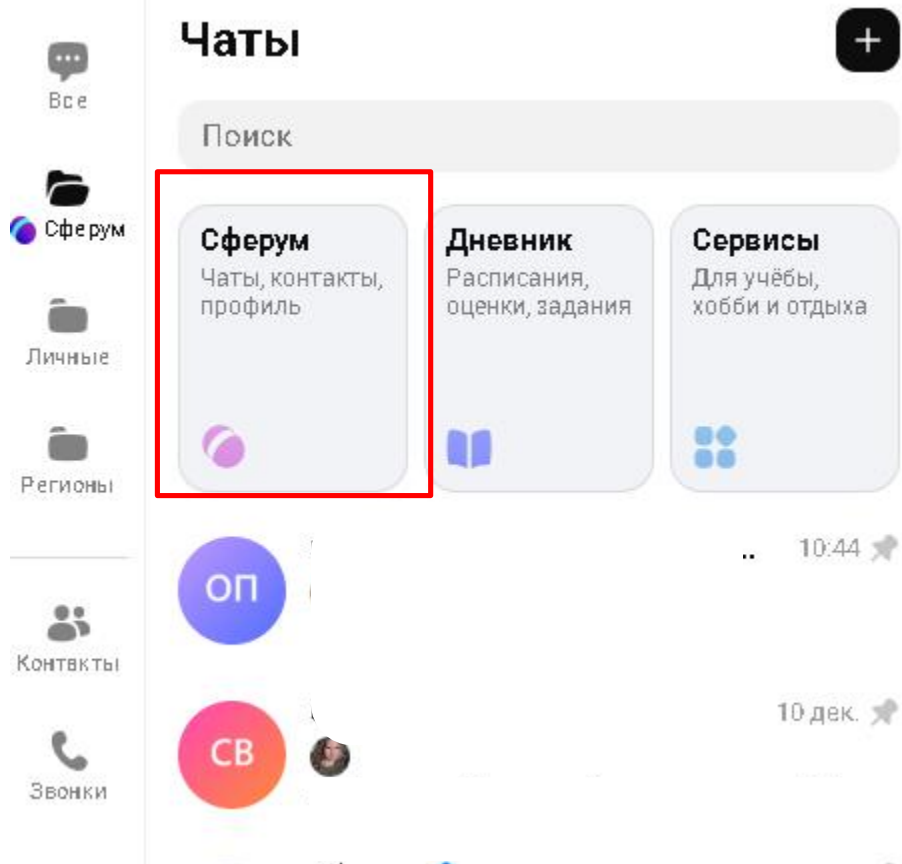 Чаты
Все
Поиск
Сферум
Сферум
Чаты, контакты,
профиль
Дневник
Расписания,
оценки, задания
Сервисы
Для учёбы,
хобби и отдыха
Личные
Регионы
ОП
.. 10:44
Контакты
СВ
10 дек.
Звонки